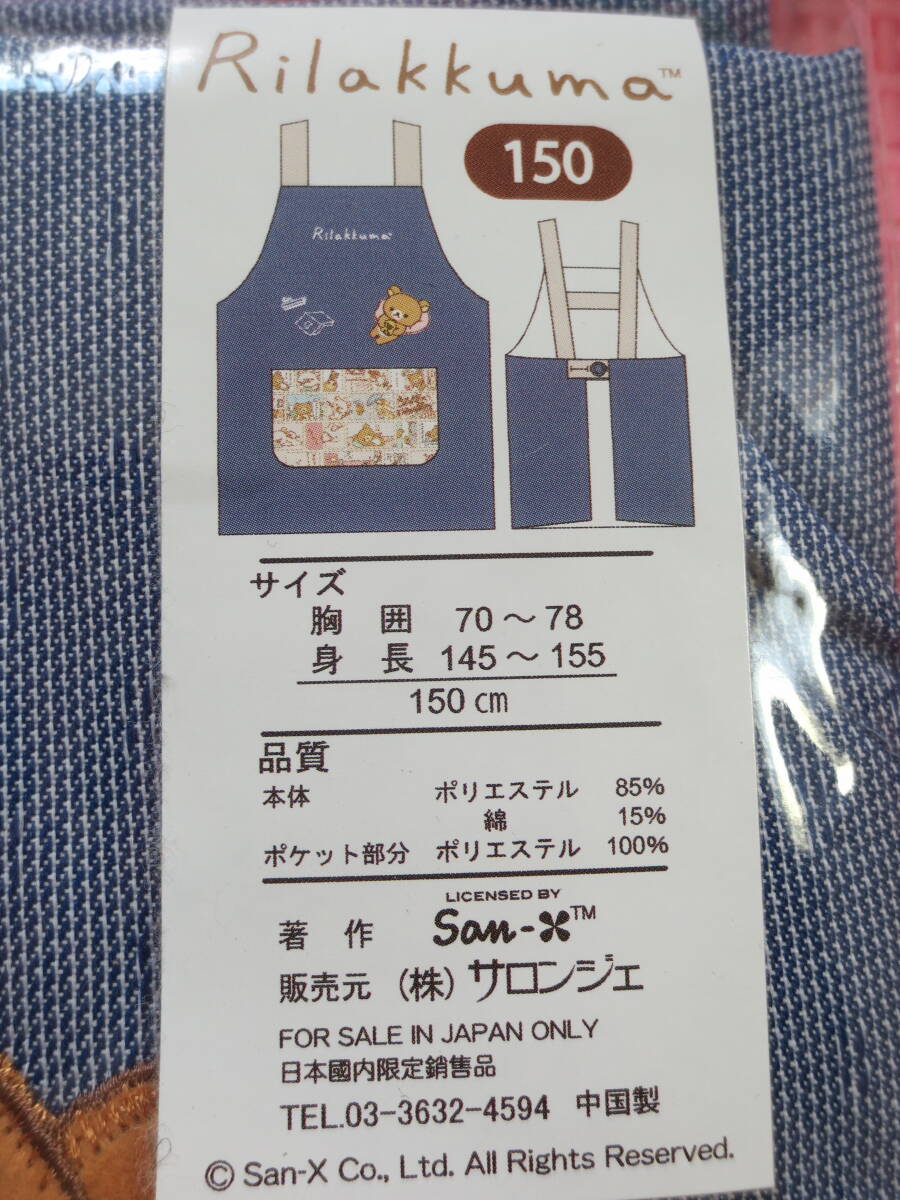 Rilakkuma™
150
Rilakkuma™
サイズ
胸 囲 70～78
身 長 145～155
150㎝
品質
本体 ポリエステル 85%
綿 15%
ポケット部分 ポリエステル 100%
LICENSED BY
著 作 San-X™
販売元 (株)サロンジェ
FOR SALE IN JAPAN ONLY
日本國内限定銷售品
TEL.03-3632-4594 中国製
© San-X Co., Ltd. All Rights Reserved.